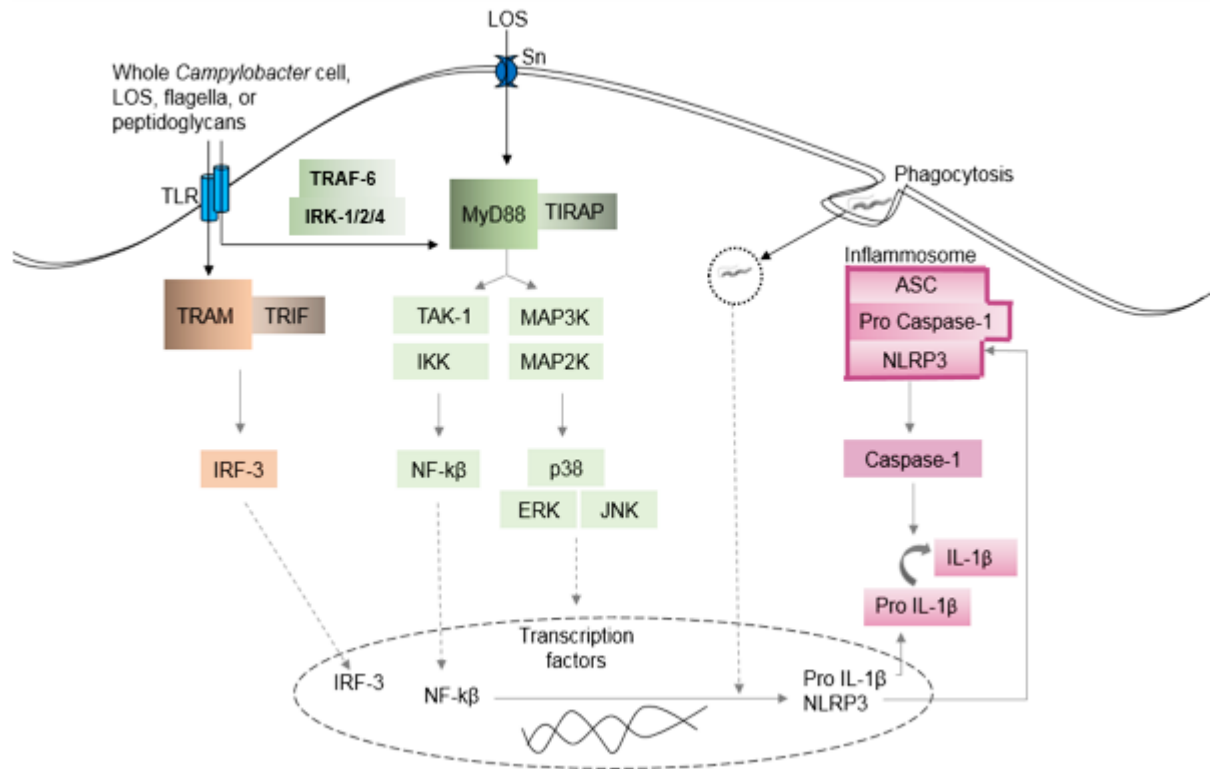 LOS
Sn
Whole Campylobacter cell,
LOS, flagella, or
peptidoglycans
TLR
TRAF-6
IRK-1/2/4
MyD88
TIRAP
Phagocytosis
TRAM
TRIF
TAK-1
MAP3K
IKK
MAP2K
Inflammosome
ASC
Pro Caspase-1
NLRP3
IRF-3
NF-kβ
p38
ERK
JNK
Caspase-1
IL-1β
Pro IL-1β
Transcription
factors
IRF-3
NF-kβ
Pro IL-1β
NLRP3